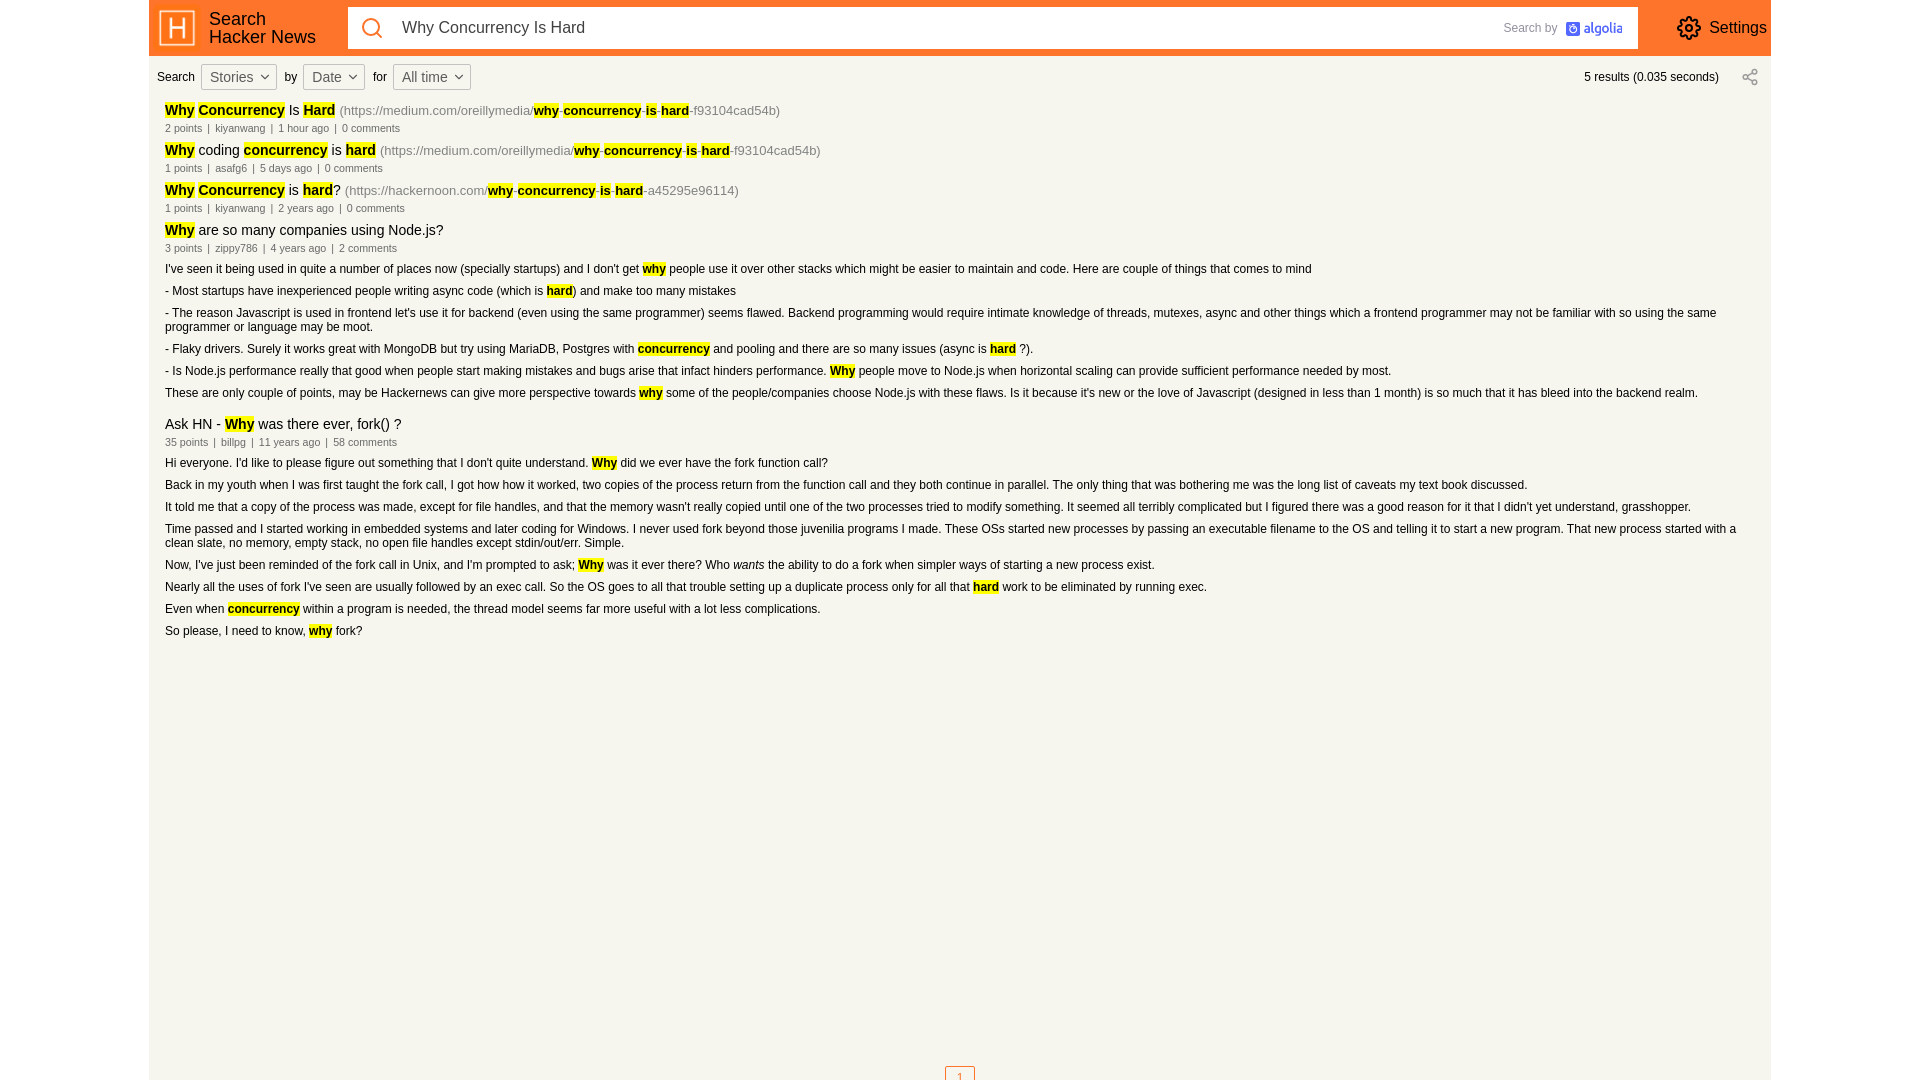 Search
Hacker News
Why Concurrency Is Hard
Search by algolia
Settings
Search Stories by Date for All time
5 results (0.035 seconds)
Why Concurrency Is Hard (https://medium.com/oreillymedia/why-concurrency-is-hard-f93104cad54b)
2 points | kiyanwang | 1 hour ago | 0 comments
Why coding concurrency is hard (https://medium.com/oreillymedia/why-concurrency-is-hard-f93104cad54b)
1 points | asafg6 | 5 days ago | 0 comments
Why Concurrency is hard? (https://hackernoon.com/why-concurrency-is-hard-a45295e96114)
1 points | kiyanwang | 2 years ago | 0 comments
Why are so many companies using Node.js?
3 points | zippy786 | 4 years ago | 2 comments
I've seen it being used in quite a number of places now (specially startups) and I don't get why people use it over other stacks which might be easier to maintain and code. Here are couple of things that comes to mind
- Most startups have inexperienced people writing async code (which is hard) and make too many mistakes
- The reason Javascript is used in frontend let's use it for backend (even using the same programmer) seems flawed. Backend programming would require intimate knowledge of threads, mutexes, async and other things which a frontend programmer may not be familiar with so using the same
programmer or language may be moot.
- Flaky drivers. Surely it works great with MongoDB but try using MariaDB, Postgres with concurrency and pooling and there are so many issues (async is hard ?).
- Is Node.js performance really that good when people start making mistakes and bugs arise that infact hinders performance. Why people move to Node.js when horizontal scaling can provide sufficient performance needed by most.
These are only couple of points, may be Hackernews can give more perspective towards why some of the people/companies choose Node.js with these flaws. Is it because it's new or the love of Javascript (designed in less than 1 month) is so much that it has bleed into the backend realm.
Ask HN - Why was there ever, fork() ?
35 points | billpg | 11 years ago | 58 comments
Hi everyone. I'd like to please figure out something that I don't quite understand. Why did we ever have the fork function call?
Back in my youth when I was first taught the fork call, I got how how it worked, two copies of the process return from the function call and they both continue in parallel. The only thing that was bothering me was the long list of caveats my text book discussed.
It told me that a copy of the process was made, except for file handles, and that the memory wasn't really copied until one of the two processes tried to modify something. It seemed all terribly complicated but I figured there was a good reason for it that I didn't yet understand, grasshopper.
Time passed and I started working in embedded systems and later coding for Windows. I never used fork beyond those juvenilia programs I made. These OSs started new processes by passing an executable filename to the OS and telling it to start a new program. That new process started with a
clean slate, no memory, empty stack, no open file handles except stdin/out/err. Simple.
Now, I've just been reminded of the fork call in Unix, and I'm prompted to ask; Why was it ever there? Who wants the ability to do a fork when simpler ways of starting a new process exist.
Nearly all the uses of fork I've seen are usually followed by an exec call. So the OS goes to all that trouble setting up a duplicate process only for all that hard work to be eliminated by running exec.
Even when concurrency within a program is needed, the thread model seems far more useful with a lot less complications.
So please, I need to know, why fork?
1